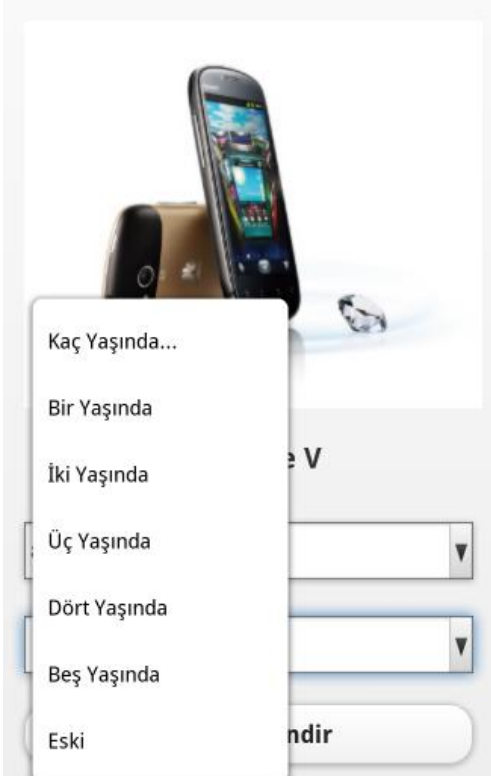 Kaç Yaşında...
Bir Yaşında
İki Yaşında
e V
Üç Yaşında
Dört Yaşında
Beş Yaşında
Eski
ndir